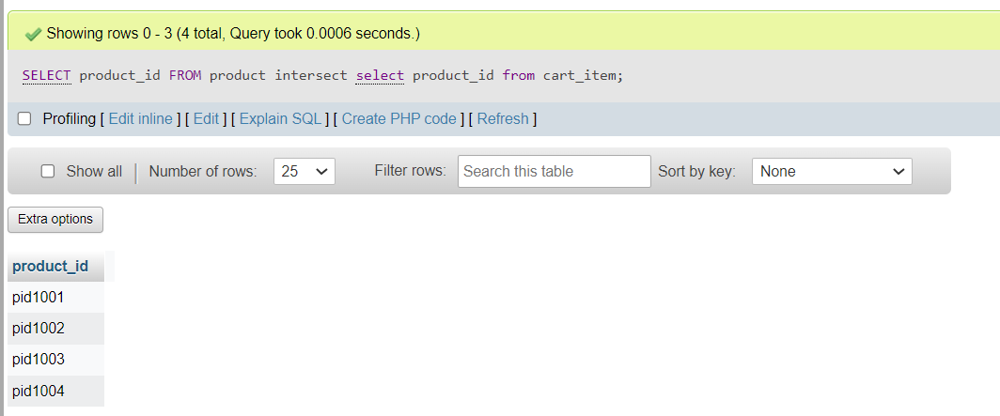 Showing rows 0 - 3 (4 total, Query took 0.0006 seconds.)
SELECT product_id FROM product intersect select product_id from cart_item;
Profiling [ Edit inline ] [ Edit ] [ Explain SQL ] [ Create PHP code ] [ Refresh ]
Show all | Number of rows: 25 Filter rows: Search this table Sort by key: None
Extra options
product_id
pid1001
pid1002
pid1003
pid1004